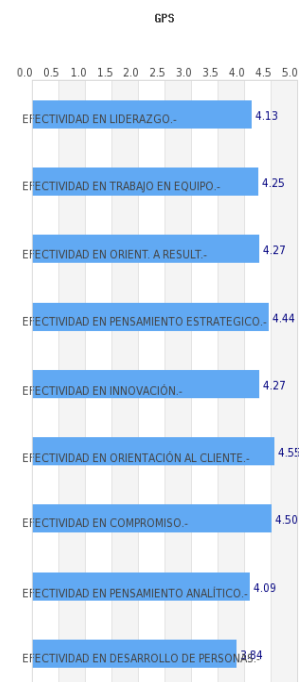 GPS
0.0 0.5 1.0 1.5 2.0 2.5 3.0 3.5 4.0 4.5 5.0
EFECTIVIDAD EN LIDERAZGO.- 4.13
EFECTIVIDAD EN TRABAJO EN EQUIPO.- 4.25
EFECTIVIDAD EN ORIENT. A RESULT.- 4.27
EFECTIVIDAD EN PENSAMIENTO ESTRATEGICO.- 4.44
EFECTIVIDAD EN INNOVACIÓN.- 4.27
EFECTIVIDAD EN ORIENTACIÓN AL CLIENTE.- 4.55
EFECTIVIDAD EN COMPROMISO.- 4.50
EFECTIVIDAD EN PENSAMIENTO ANALÍTICO.- 4.09
EFECTIVIDAD EN DESARROLLO DE PERSONAS.- 3.84